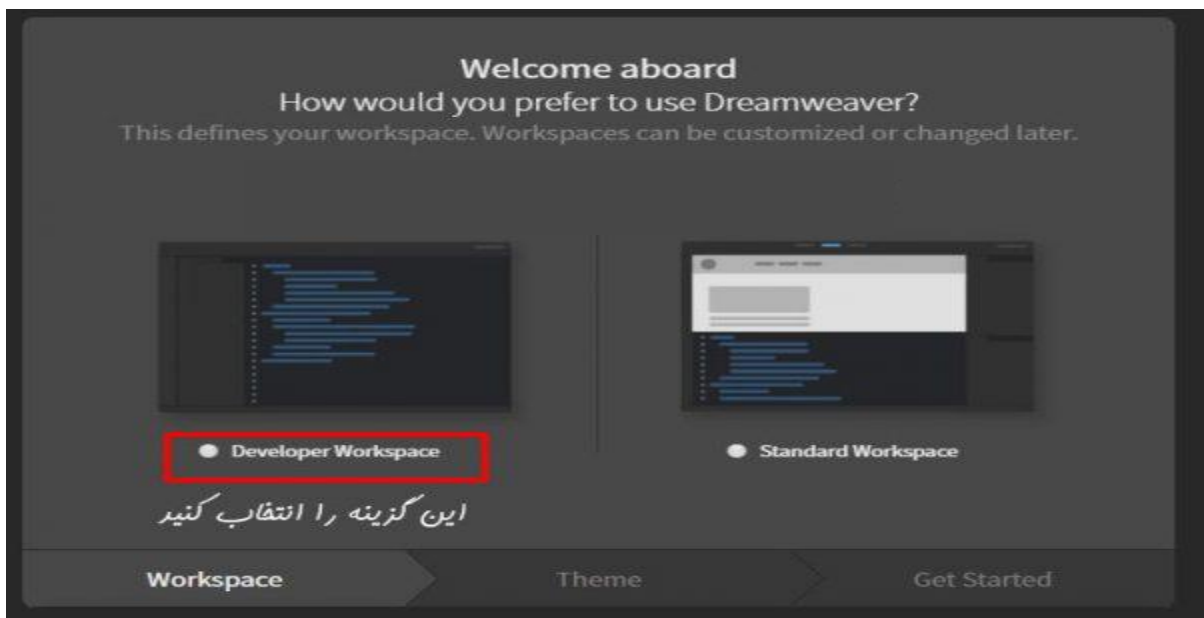 Welcome aboard
How would you prefer to use Dreamweaver?
This defines your workspace. Workspaces can be customized or changed later.
Developer Workspace
Standard Workspace
این گزینه را انتخاب کنید
Workspace
Theme
Get Started